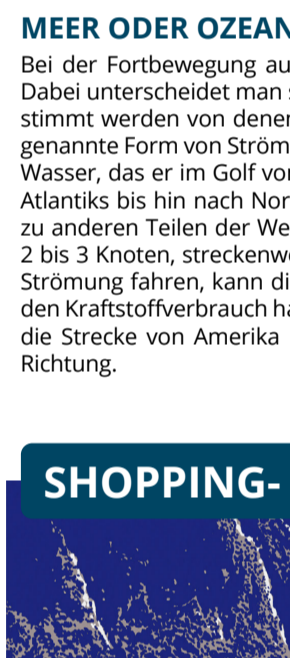 MEER ODER OZEAN
Bei der Fortbewegung au
Dabei unterscheidet man
stimmt werden von denen
genannte Form von Ström
Wasser, das er im Golf vo
Atlantiks bis hin nach Nor
zu anderen Teilen der We
2 bis 3 Knoten, streckenw
Strömung fahren, kann di
den Kraftstoffverbrauch ha
die Strecke von Amerika
Richtung.
SHOPPING-